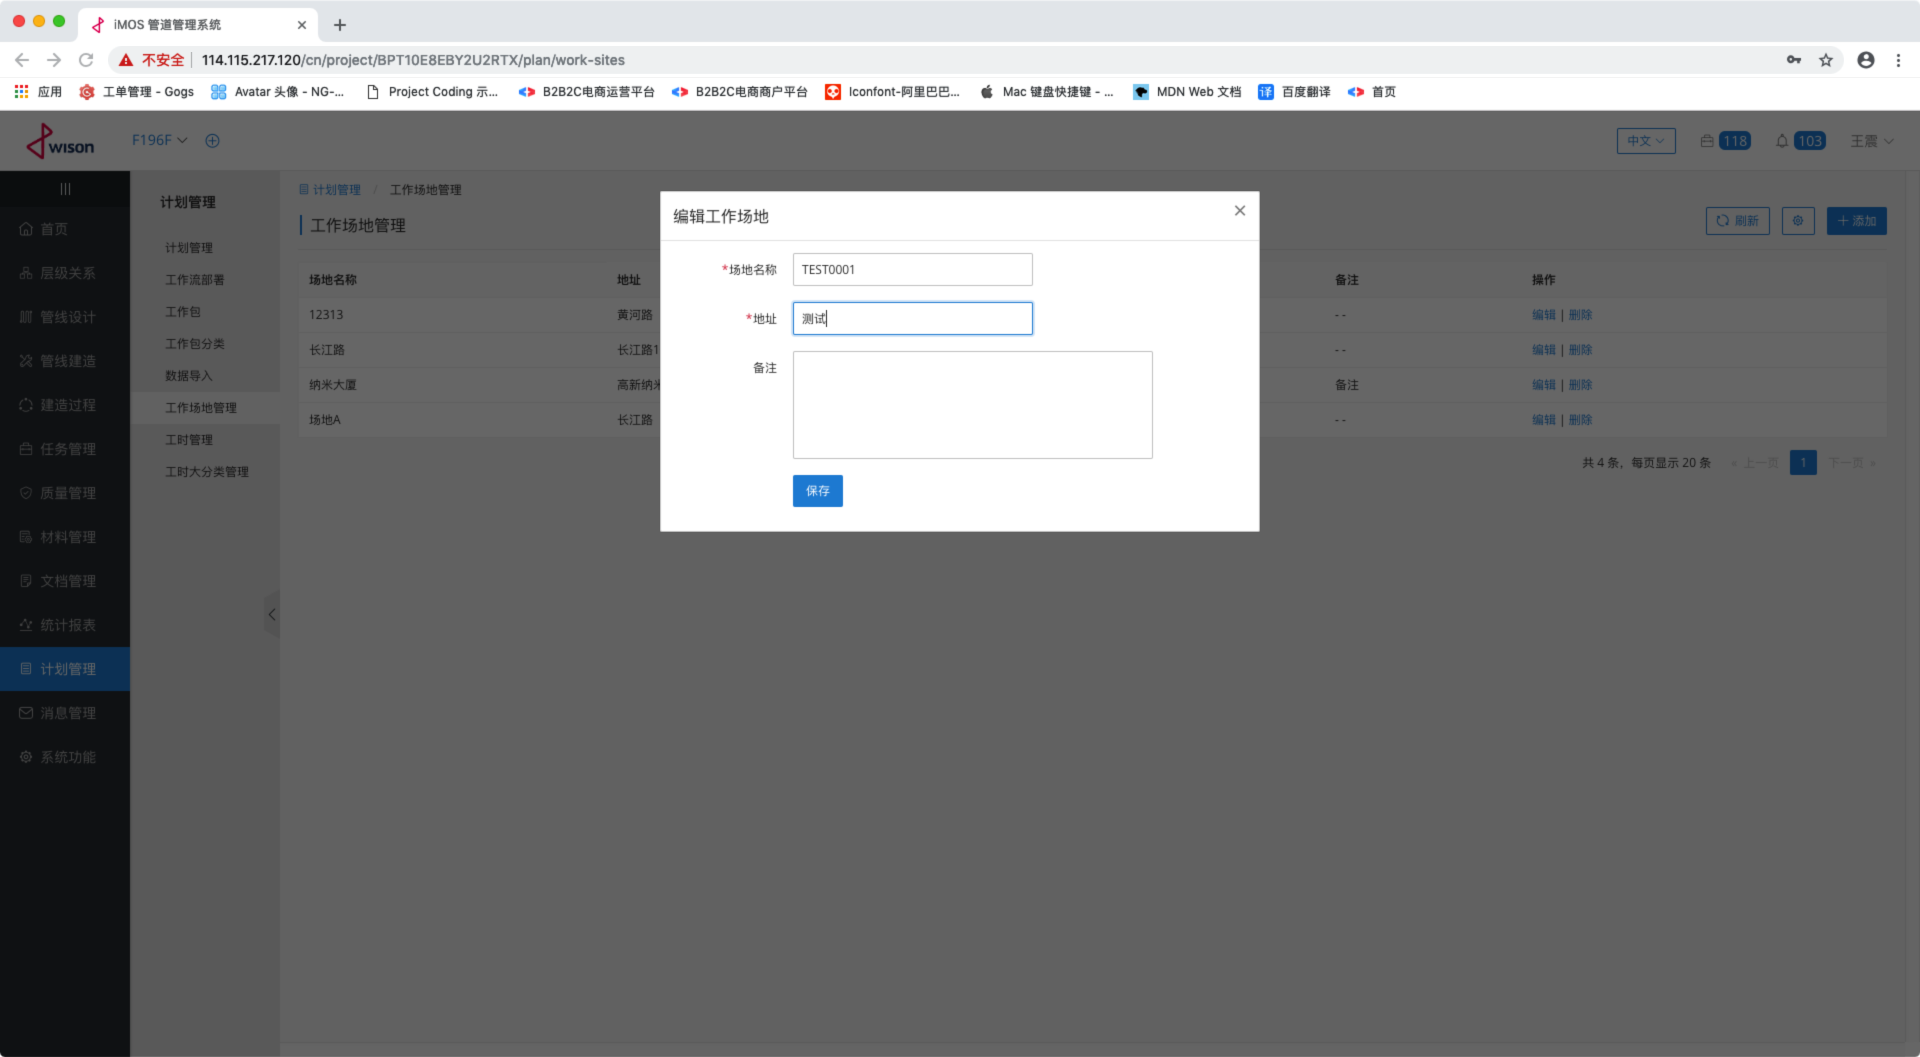 iMOS 管道管理系统
不安全 114.115.217.120/cn/project/BPT10E8EBY2U2RTX/plan/work-sites
应用 工单管理 - Gogs Avatar 头像 - NG-... Project Coding 示... B2B2C电商运营平台 B2B2C电商商户平台 Iconfont-阿里巴巴... Mac 键盘快捷键 - ... MDN Web 文档 译 百度翻译 首页
wison F196F 中文 118 103 王震
首页
层级关系
管线设计
管线建造
建造过程
任务管理
质量管理
材料管理
文档管理
统计报表
计划管理
消息管理
系统功能
计划管理
计划管理
工作流部署
工作包
工作包分类
数据导入
工作场地管理
工时管理
工时大分类管理
计划管理 / 工作场地管理
工作场地管理
刷新 添加
场地名称 地址 备注 操作
12313 黄河路 - - 编辑 | 删除
长江路 长江路1 - - 编辑 | 删除
纳米大厦 高新纳米 备注 编辑 | 删除
场地A 长江路 - - 编辑 | 删除
共 4 条，每页显示 20 条 « 上一页 1 下一页 »
编辑工作场地
*场地名称 TEST0001
*地址 测试
备注
保存